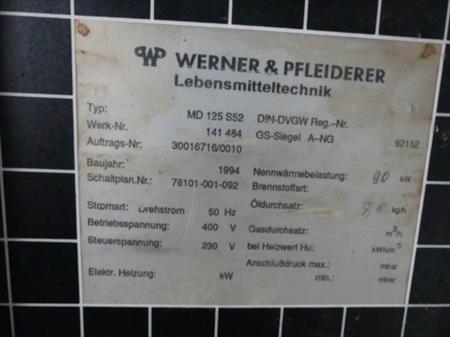 WP WERNER & PFLEIDERER
Lebensmitteltechnik
Typ: MD 125 S52 DIN-DVGW Reg.-Nr.
Werk-Nr. 141 484 GS-Siegel A-NG 92152
Auftrags-Nr: 30016716/0010
Baujahr: 1994 Nennwärmebelastung: 90 kW
Schaltplan.Nr.: 78101-001-092 Brennstoffart:
Stromart: Drehstrom 50 Hz Öldurchsatz: kg/h
Betriebsspannung: 400 V Gasdurchsatz: m³/h
Steuerspannung: 230 V bei Heizwert Hu: kWh/m³
Anschlußdruck max.: mbar
Elektr. Heizung: kW min.: mbar